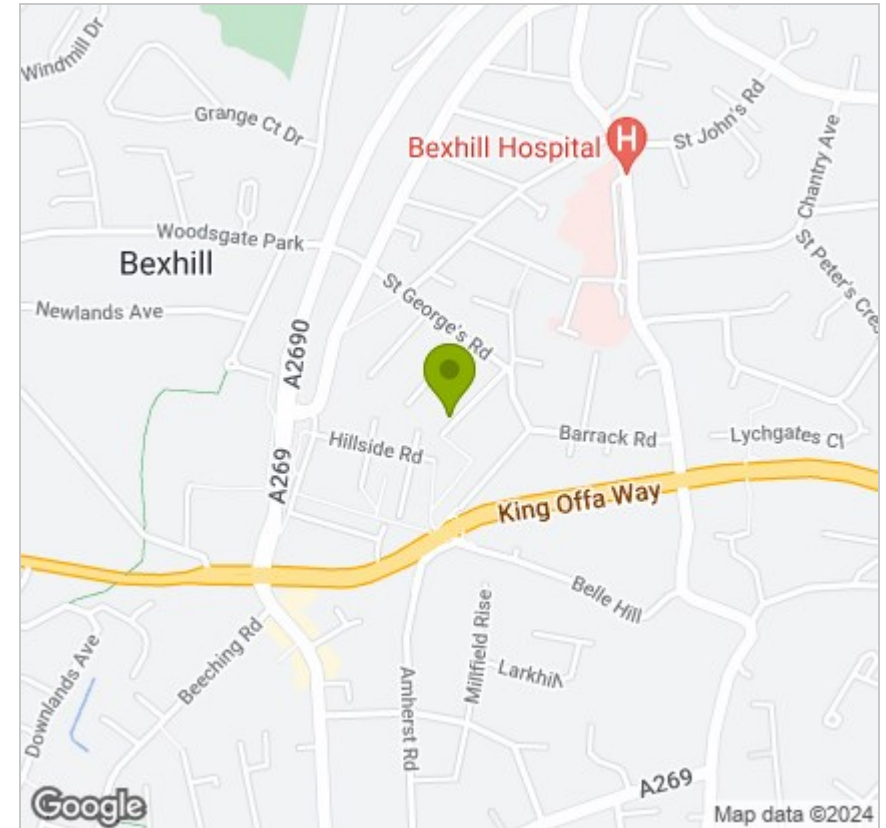 Windmill Dr
Grange Ct Dr
Bexhill Hospital
H
St John's Rd
Chantry Ave
Woodsgate Park
Bexhill
St George's Rd
St Peter's Cres
Newlands Ave
A2690
Hillside Rd
Barrack Rd
Lychgates Cl
A269
King Offa Way
Belle Hill
Beeching Rd
Millfield Rise
Downlands Ave
Larkhill
Amherst Rd
A269
Google
Map data ©2024